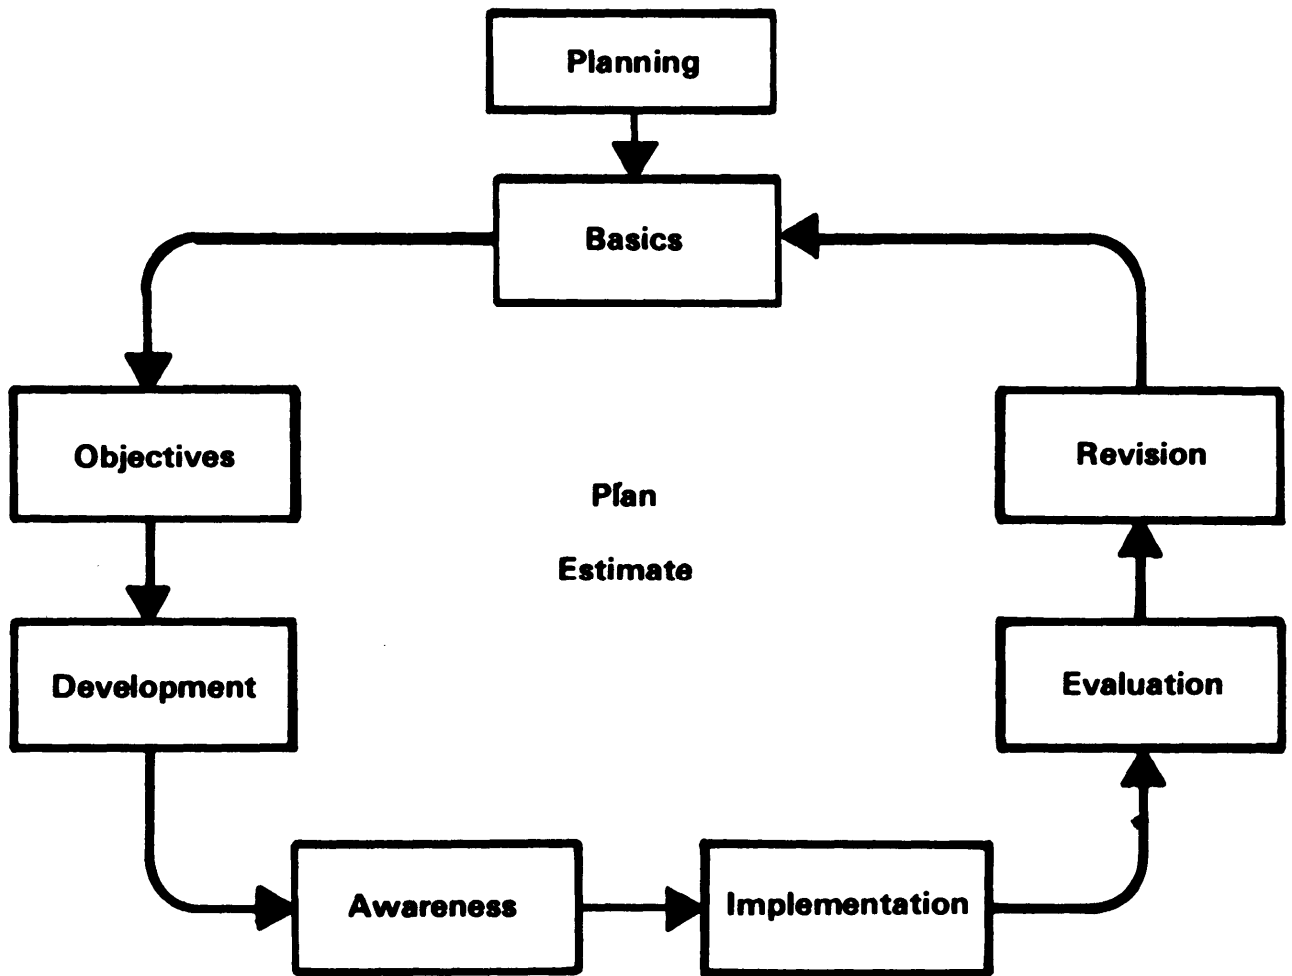 Planning
Basics
Objectives
Revision
Plan
Estimate
Development
Evaluation
Awareness
Implementation